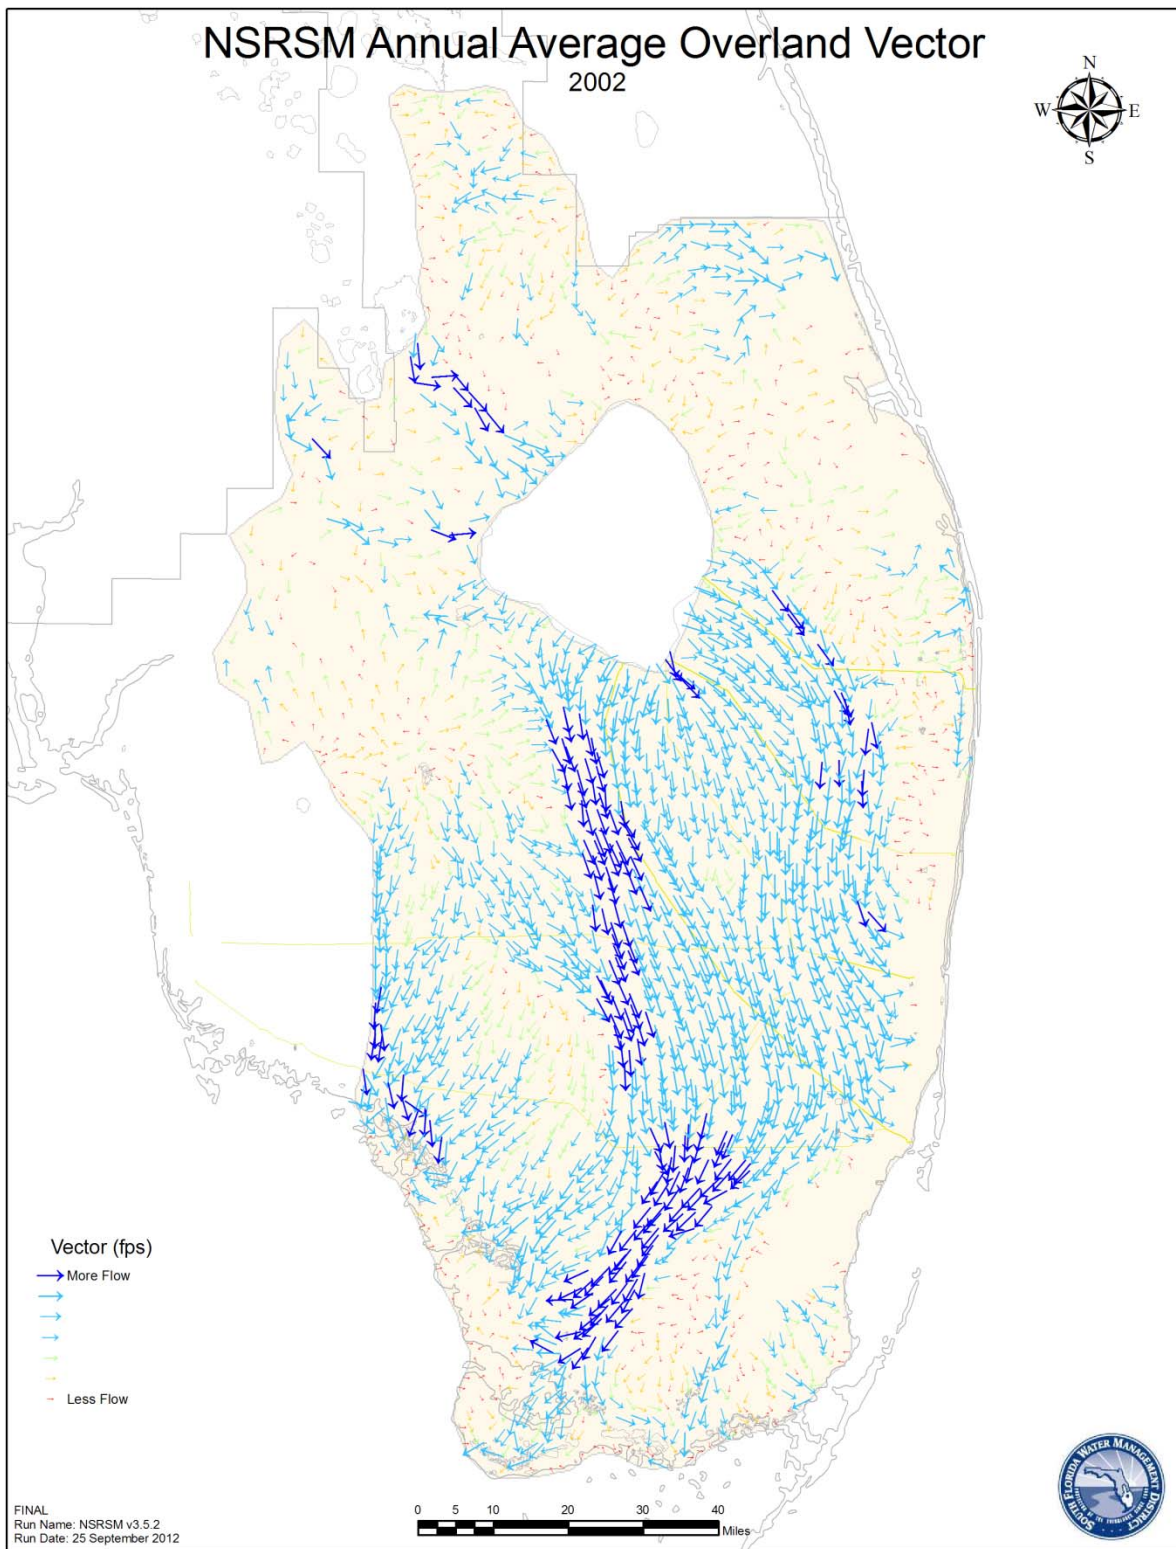 NSRSM Annual Average Overland Vector
2002
N
W E
S
Vector (fps)
More Flow
Less Flow
FINAL
Run Name: NSRSM v3.5.2
Run Date: 25 September 2012
0 5 10 20 30 40
Miles
SOUTH FLORIDA WATER MANAGEMENT DISTRICT